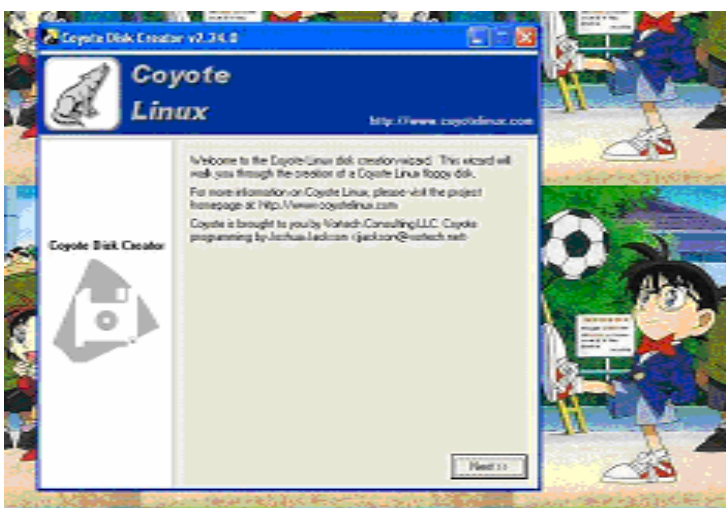 Coyote Disk Creator v2.24.0
Coyote
Linux
http://www.coyotelinux.com
Welcome to the Coyote Linux disk creation wizard. This wizard will
walk you through the creation of a Coyote Linux floppy disk.
For more information on Coyote Linux, please visit the project
homepage at: http://www.coyotelinux.com
Coyote is brought to you by Vortech Consulting LLC. Coyote
programming by Joshua Jackson <jjackson@vortech.net>
Coyote Disk Creator
Next >>